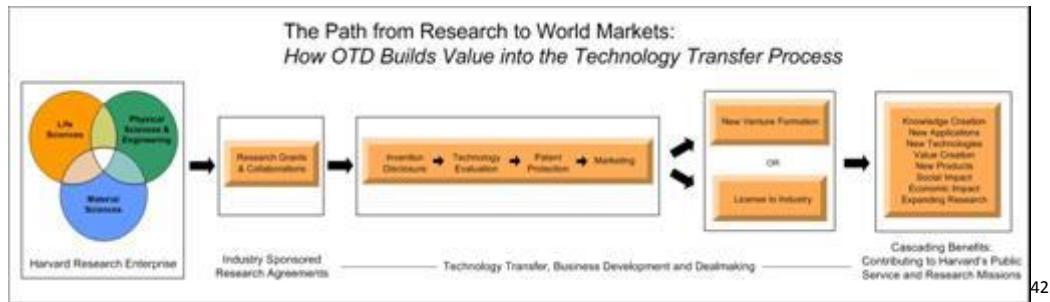 The Path from Research to World Markets:
How OTD Builds Value into the Technology Transfer Process
Life
Sciences
Physical
Sciences &
Engineering
Material
Sciences
Harvard Research Enterprise
Research Grants
& Collaborations
Industry Sponsored
Research Agreements
Invention
Disclosure
Technology
Evaluation
Patent
Protection
Marketing
Technology Transfer, Business Development and Dealmaking
New Venture Formation
OR
License to Industry
Knowledge Creation
New Applications
New Technologies
Value Creation
New Products
Social Impact
Economic Impact
Expanding Research
Cascading Benefits:
Contributing to Harvard's Public
Service and Research Missions
42